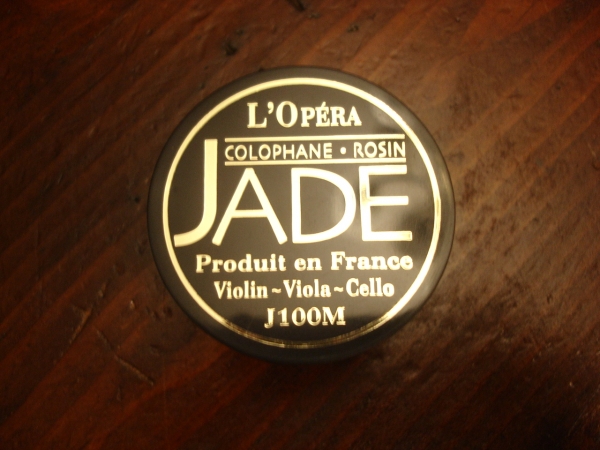 L'OPÉRA
COLOPHANE • ROSIN
JADE
Produit en France
Violin~Viola~Cello
J100M